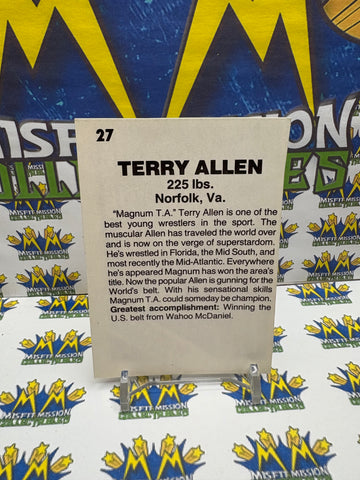 27
TERRY ALLEN
225 lbs.
Norfolk, Va.
"Magnum T.A." Terry Allen is one of the
best young wrestlers in the sport. The
muscular Allen has traveled the world over
and is now on the verge of superstardom.
He's wrestled in Florida, the Mid South, and
most recently the Mid-Atlantic. Everywhere
he's appeared Magnum has won the area's
title. Now the popular Allen is gunning for the
World's belt. With his sensational skills
Magnum T.A. could someday be champion.
Greatest accomplishment: Winning the
U.S. belt from Wahoo McDaniel.
MISFIT MISSION
COLLECTIBLES